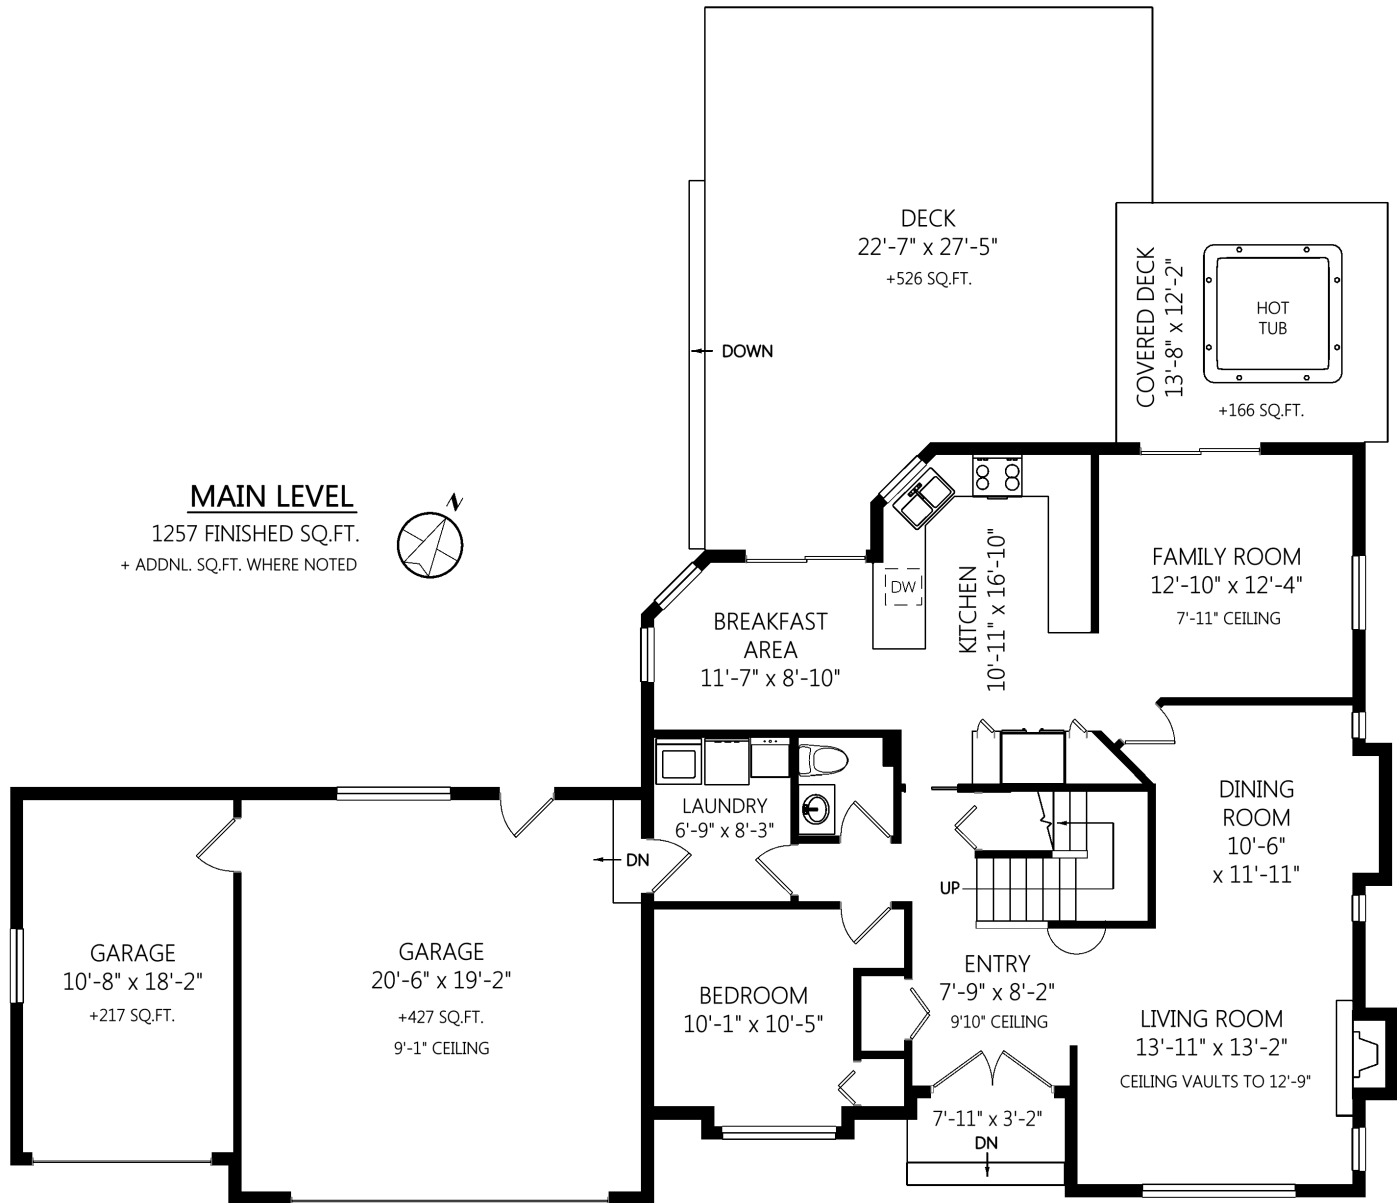 DECK
22'-7" x 27'-5"
+526 SQ.FT.
COVERED DECK
13'-8" x 12'-2"
HOT
TUB
+166 SQ.FT.
DOWN
MAIN LEVEL
1257 FINISHED SQ.FT.
+ ADDNL. SQ.FT. WHERE NOTED
N
BREAKFAST
AREA
11'-7" x 8'-10"
DW
KITCHEN
10'-11" x 16'-10"
FAMILY ROOM
12'-10" x 12'-4"
7'-11" CEILING
LAUNDRY
6'-9" x 8'-3"
DN
DINING
ROOM
10'-6"
x 11'-11"
UP
GARAGE
10'-8" x 18'-2"
+217 SQ.FT.
GARAGE
20'-6" x 19'-2"
+427 SQ.FT.
9'-1" CEILING
BEDROOM
10'-1" x 10'-5"
ENTRY
7'-9" x 8'-2"
9'10" CEILING
LIVING ROOM
13'-11" x 13'-2"
CEILING VAULTS TO 12'-9"
7'-11" x 3'-2"
DN